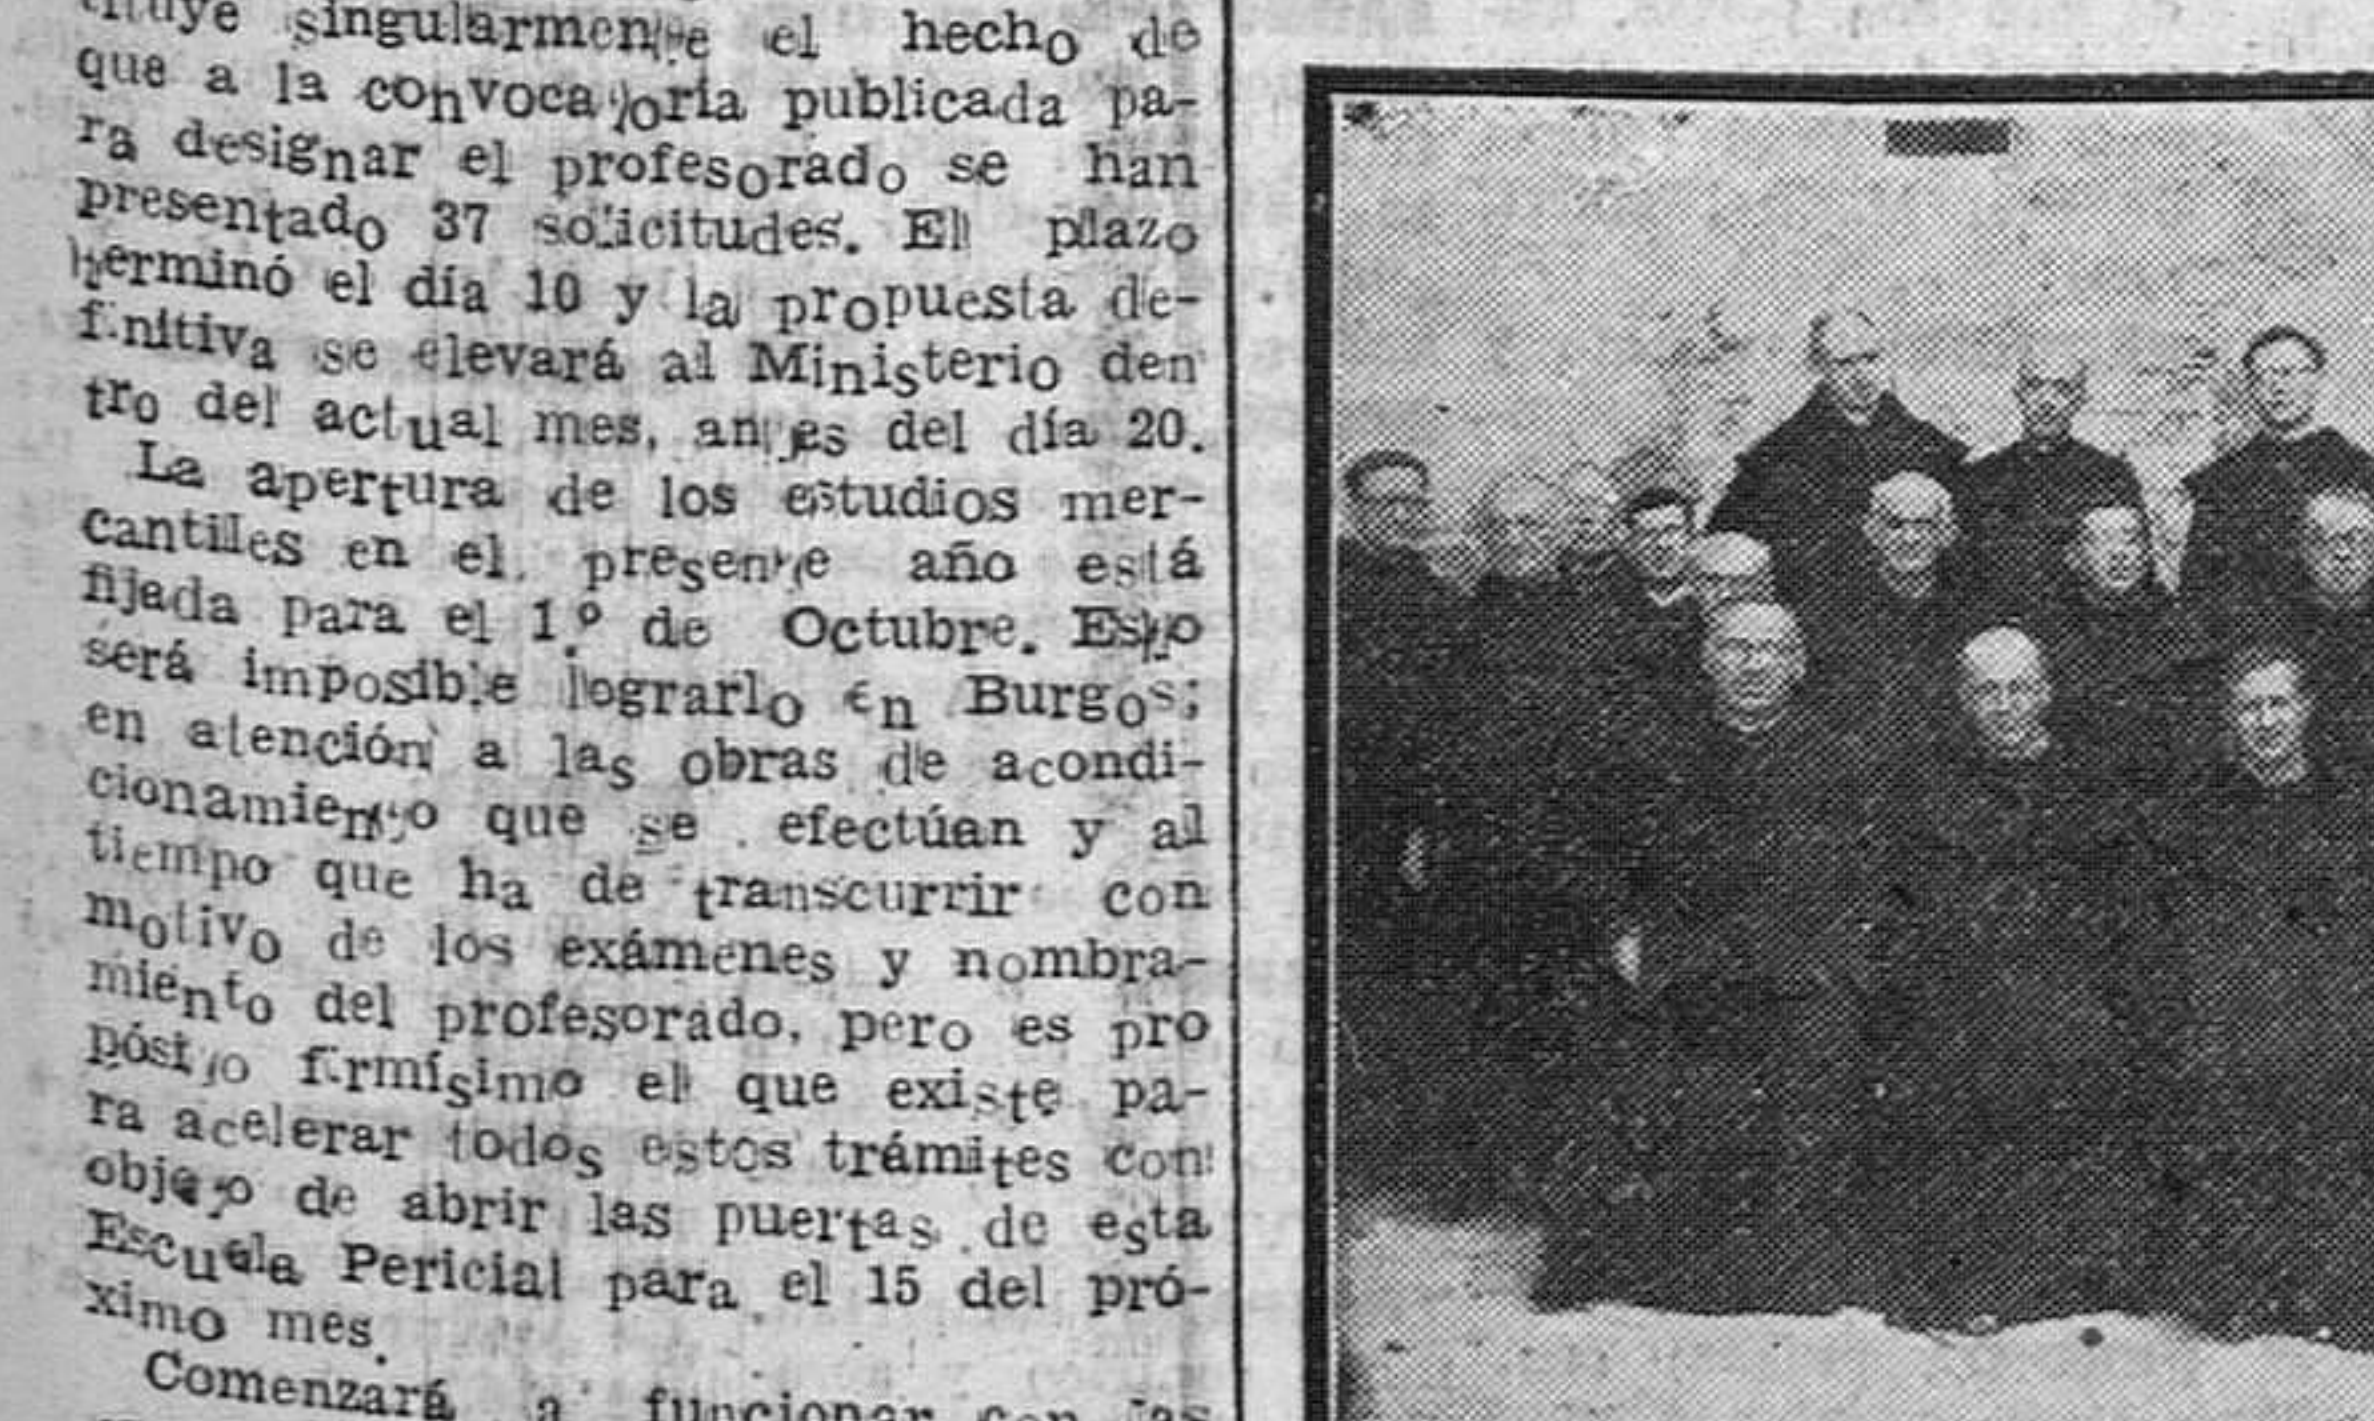 singularmente el hecho de
que a la convocatoria publicada pa-
ra designar el profesorado se han
presentado 37 solicitudes. El plazo
terminó el día 10 y la propuesta de-
finitiva se elevará al Ministerio den
tro del actual mes, antes del día 20.
La apertura de los estudios mer-
cantiles en el presente año está
fijada para el 1.º de Octubre. Esto
será imposible lograrlo en Burgos;
en atención a las obras de acondi-
cionamiento que se efectúan y al
tiempo que ha de transcurrir con
motivo de los exámenes y nombra-
miento del profesorado, pero es pro
pósito firmísimo el que existe pa-
ra acelerar todos estos trámites con
objeto de abrir las puertas de esta
Escuela Pericial para el 15 del pró-
ximo mes.
Comenzará a funcionar con las